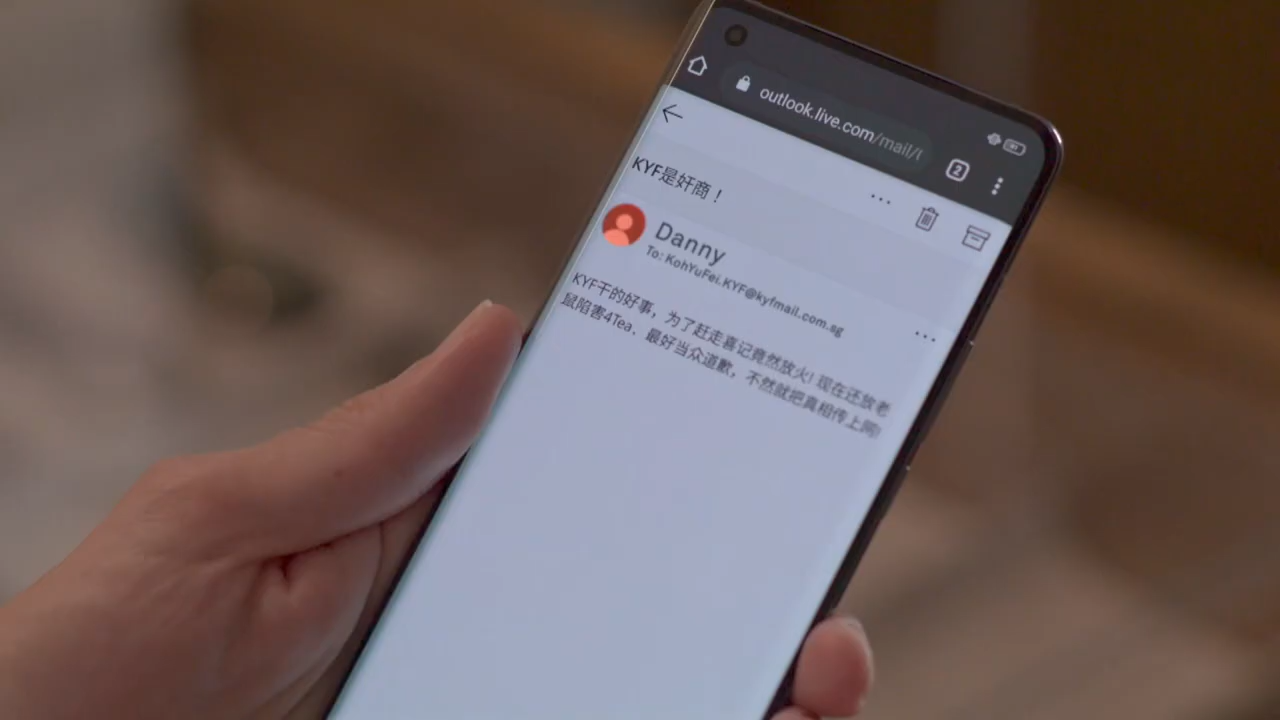 outlook.live.com/mail/
2
KYF是奸商！
Danny
To: KohYuFei.KYF@kyfmail.com.sg
KYF干的好事，为了赶走喜记竟然放火! 现在还放老
鼠陷害4Tea、最好当众道歉，不然就把真相传上网!